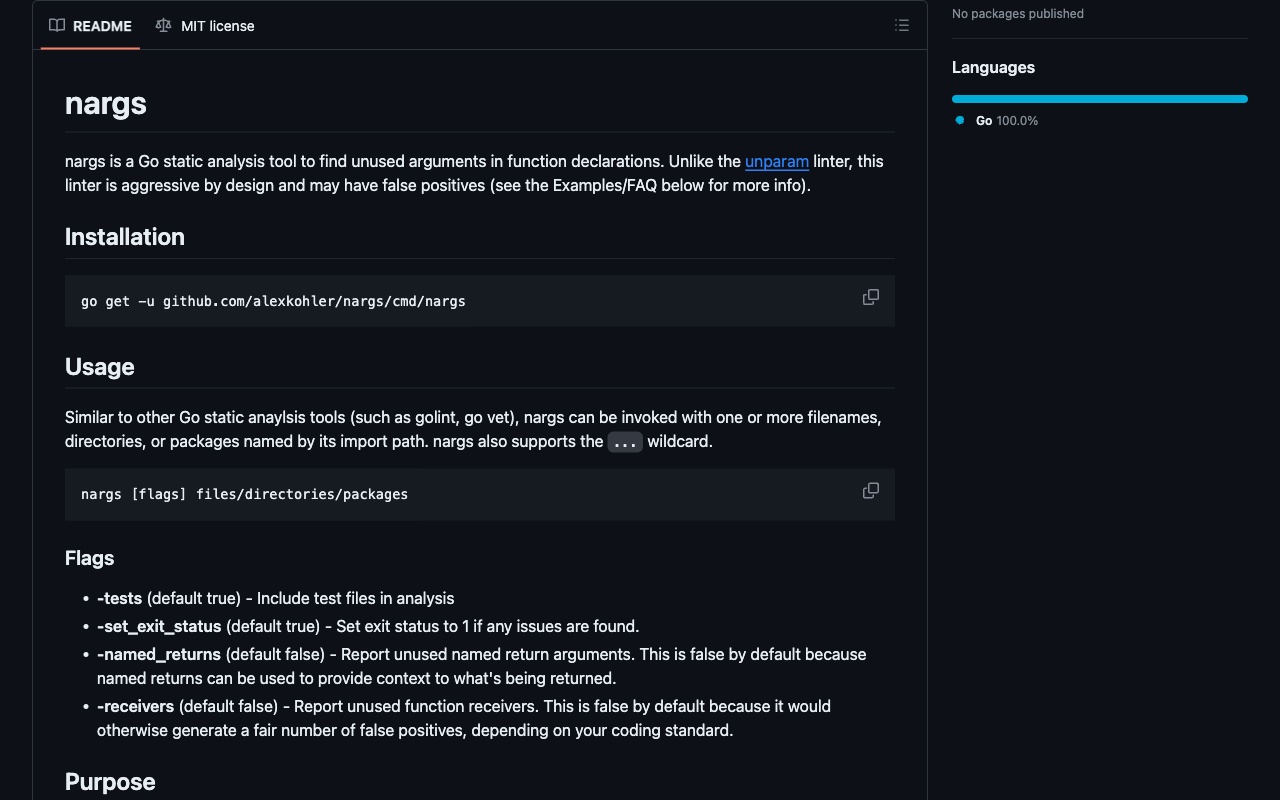 README
MIT license
nargs
nargs is a Go static analysis tool to find unused arguments in function declarations. Unlike the unparam linter, this
linter is aggressive by design and may have false positives (see the Examples/FAQ below for more info).
Installation
go get -u github.com/alexkohler/nargs/cmd/nargs
Usage
Similar to other Go static anaylsis tools (such as golint, go vet), nargs can be invoked with one or more filenames,
directories, or packages named by its import path. nargs also supports the ... wildcard.
nargs [flags] files/directories/packages
Flags
• -tests (default true) - Include test files in analysis
• -set_exit_status (default true) - Set exit status to 1 if any issues are found.
• -named_returns (default false) - Report unused named return arguments. This is false by default because
named returns can be used to provide context to what's being returned.
• -receivers (default false) - Report unused function receivers. This is false by default because it would
otherwise generate a fair number of false positives, depending on your coding standard.
Purpose
No packages published
Languages
Go 100.0%